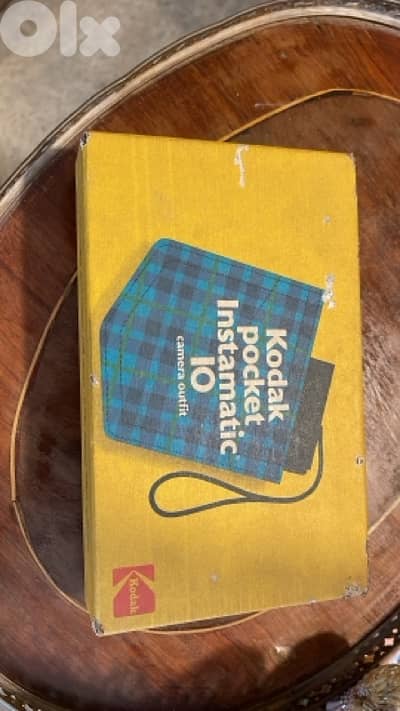 Olx
Kodak
pocket
Instamatic
10
camera outfit
Kodak